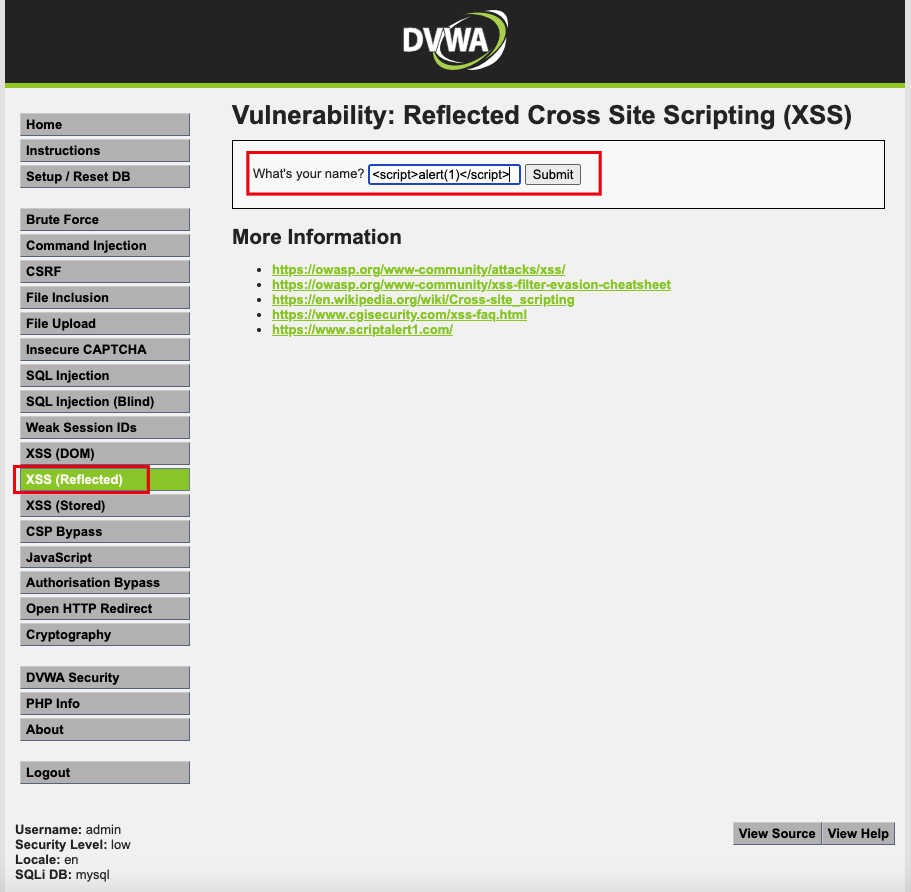 DVWA
Vulnerability: Reflected Cross Site Scripting (XSS)
Home
Instructions
Setup / Reset DB
Brute Force
Command Injection
CSRF
File Inclusion
File Upload
Insecure CAPTCHA
SQL Injection
SQL Injection (Blind)
Weak Session IDs
XSS (DOM)
XSS (Reflected)
XSS (Stored)
CSP Bypass
JavaScript
Authorisation Bypass
Open HTTP Redirect
Cryptography
DVWA Security
PHP Info
About
Logout
What's your name? <script>alert(1)</script> Submit
More Information
• https://owasp.org/www-community/attacks/xss/
• https://owasp.org/www-community/xss-filter-evasion-cheatsheet
• https://en.wikipedia.org/wiki/Cross-site_scripting
• https://www.cgisecurity.com/xss-faq.html
• https://www.scriptalert1.com/
Username: admin
Security Level: low
Locale: en
SQLi DB: mysql
View Source View Help